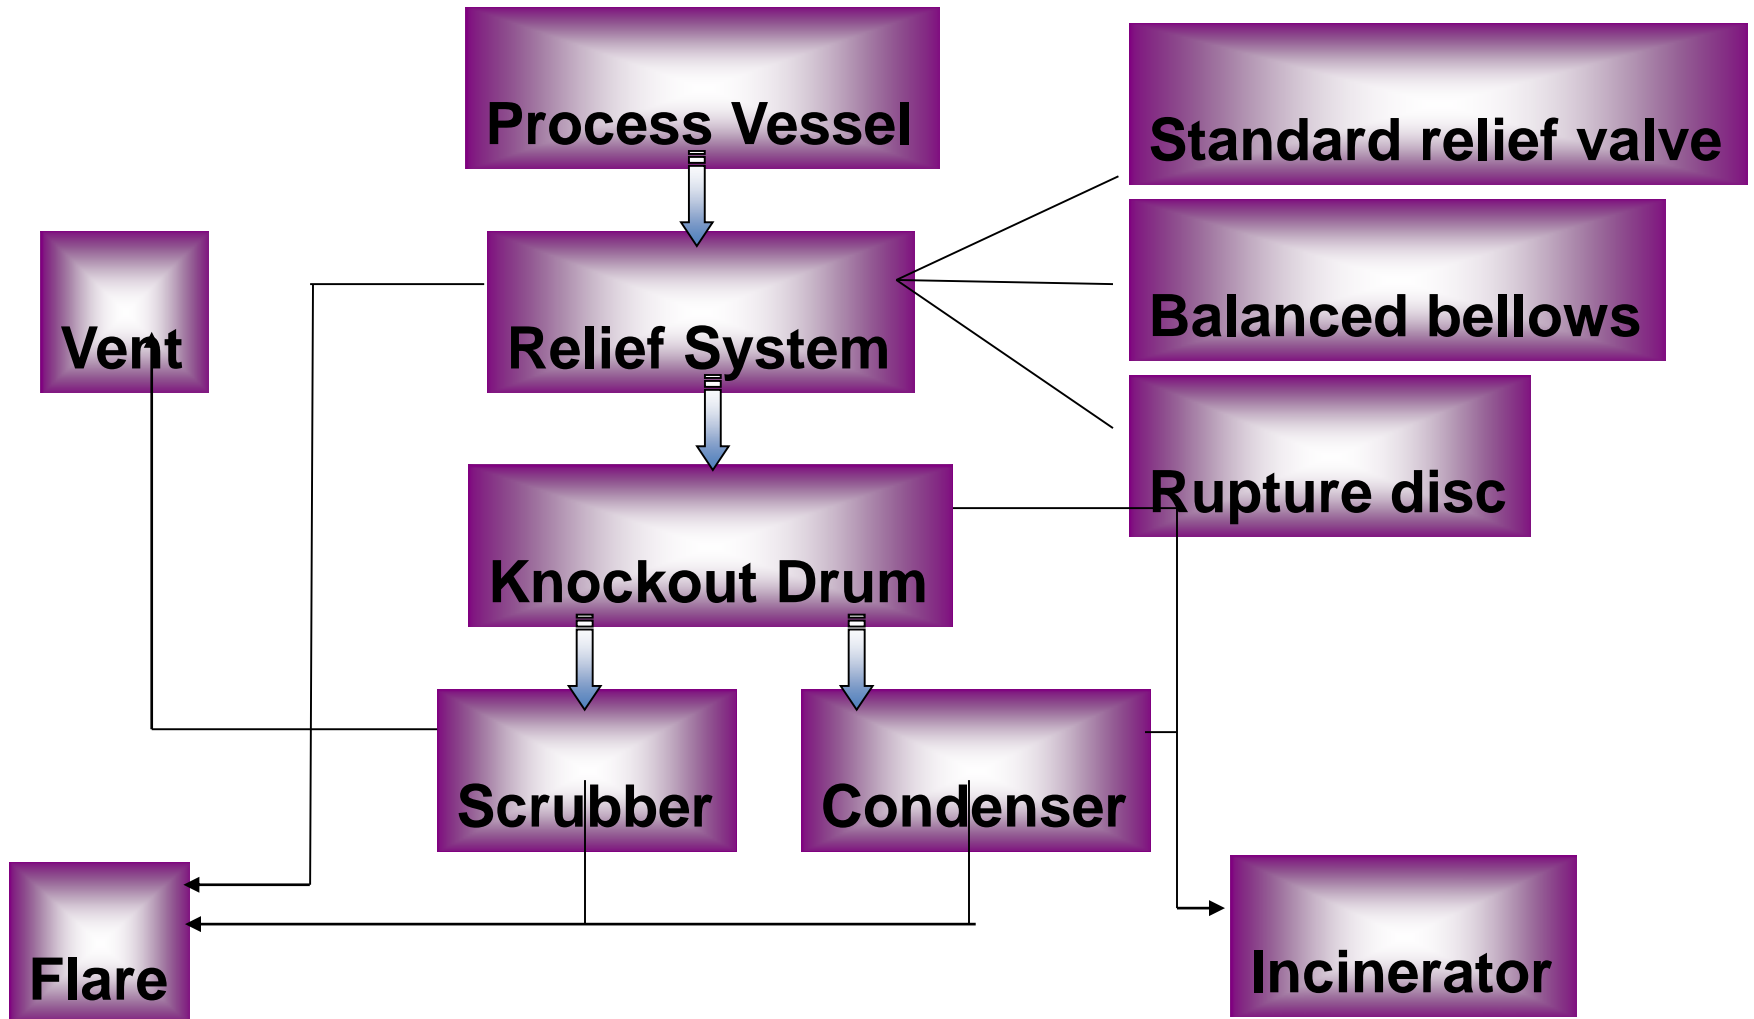 Process Vessel
Standard relief valve
Vent
Relief System
Balanced bellows
Rupture disc
Knockout Drum
Scrubber
Condenser
Flare
Incinerator